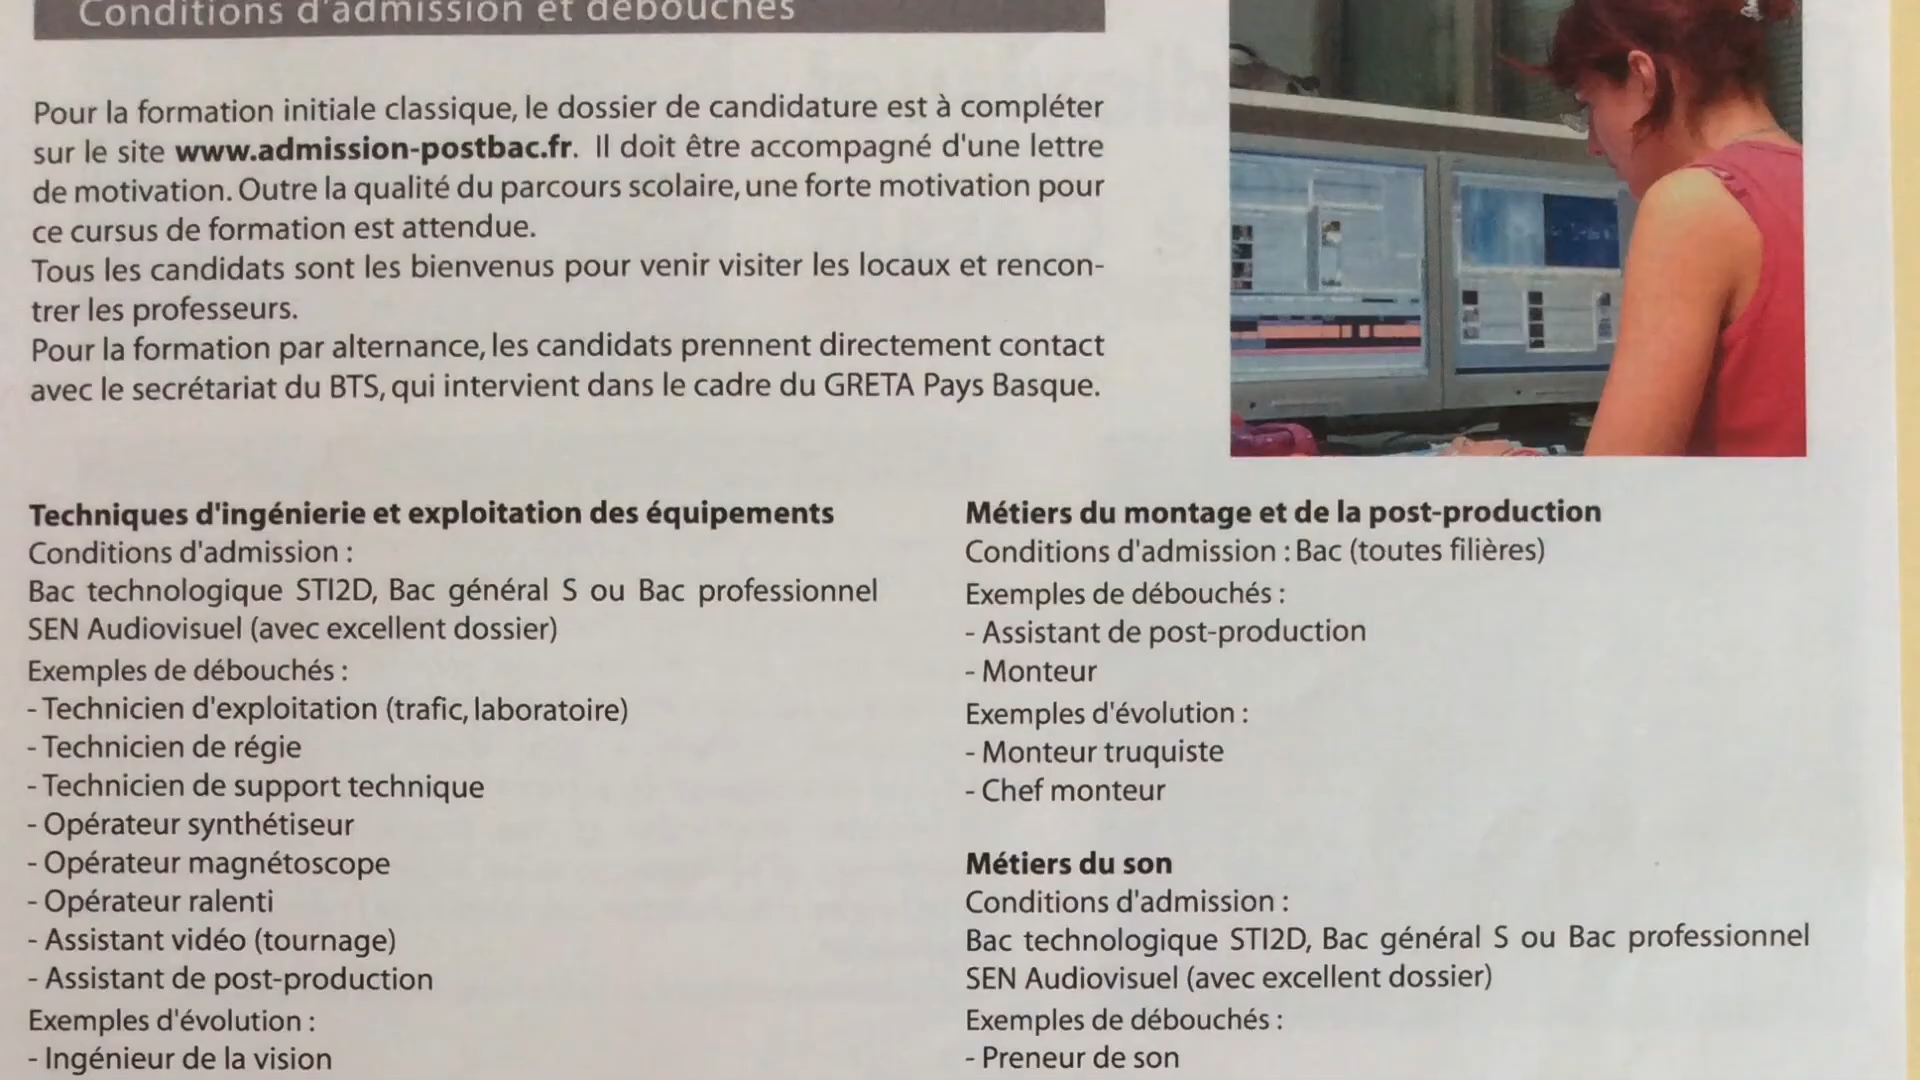 Conditions d'admission et débouchés
Pour la formation initiale classique, le dossier de candidature est à compléter
sur le site www.admission-postbac.fr. Il doit être accompagné d'une lettre
de motivation. Outre la qualité du parcours scolaire, une forte motivation pour
ce cursus de formation est attendue.
Tous les candidats sont les bienvenus pour venir visiter les locaux et rencon-
trer les professeurs.
Pour la formation par alternance, les candidats prennent directement contact
avec le secrétariat du BTS, qui intervient dans le cadre du GRETA Pays Basque.
Techniques d'ingénierie et exploitation des équipements
Conditions d'admission :
Bac technologique STI2D, Bac général S ou Bac professionnel
SEN Audiovisuel (avec excellent dossier)
Exemples de débouchés :
- Technicien d'exploitation (trafic, laboratoire)
- Technicien de régie
- Technicien de support technique
- Opérateur synthétiseur
- Opérateur magnétoscope
- Opérateur ralenti
- Assistant vidéo (tournage)
- Assistant de post-production
Exemples d'évolution :
- Ingénieur de la vision
Métiers du montage et de la post-production
Conditions d'admission : Bac (toutes filières)
Exemples de débouchés :
- Assistant de post-production
- Monteur
Exemples d'évolution :
- Monteur truquiste
- Chef monteur
Métiers du son
Conditions d'admission :
Bac technologique STI2D, Bac général S ou Bac professionnel
SEN Audiovisuel (avec excellent dossier)
Exemples de débouchés :
- Preneur de son